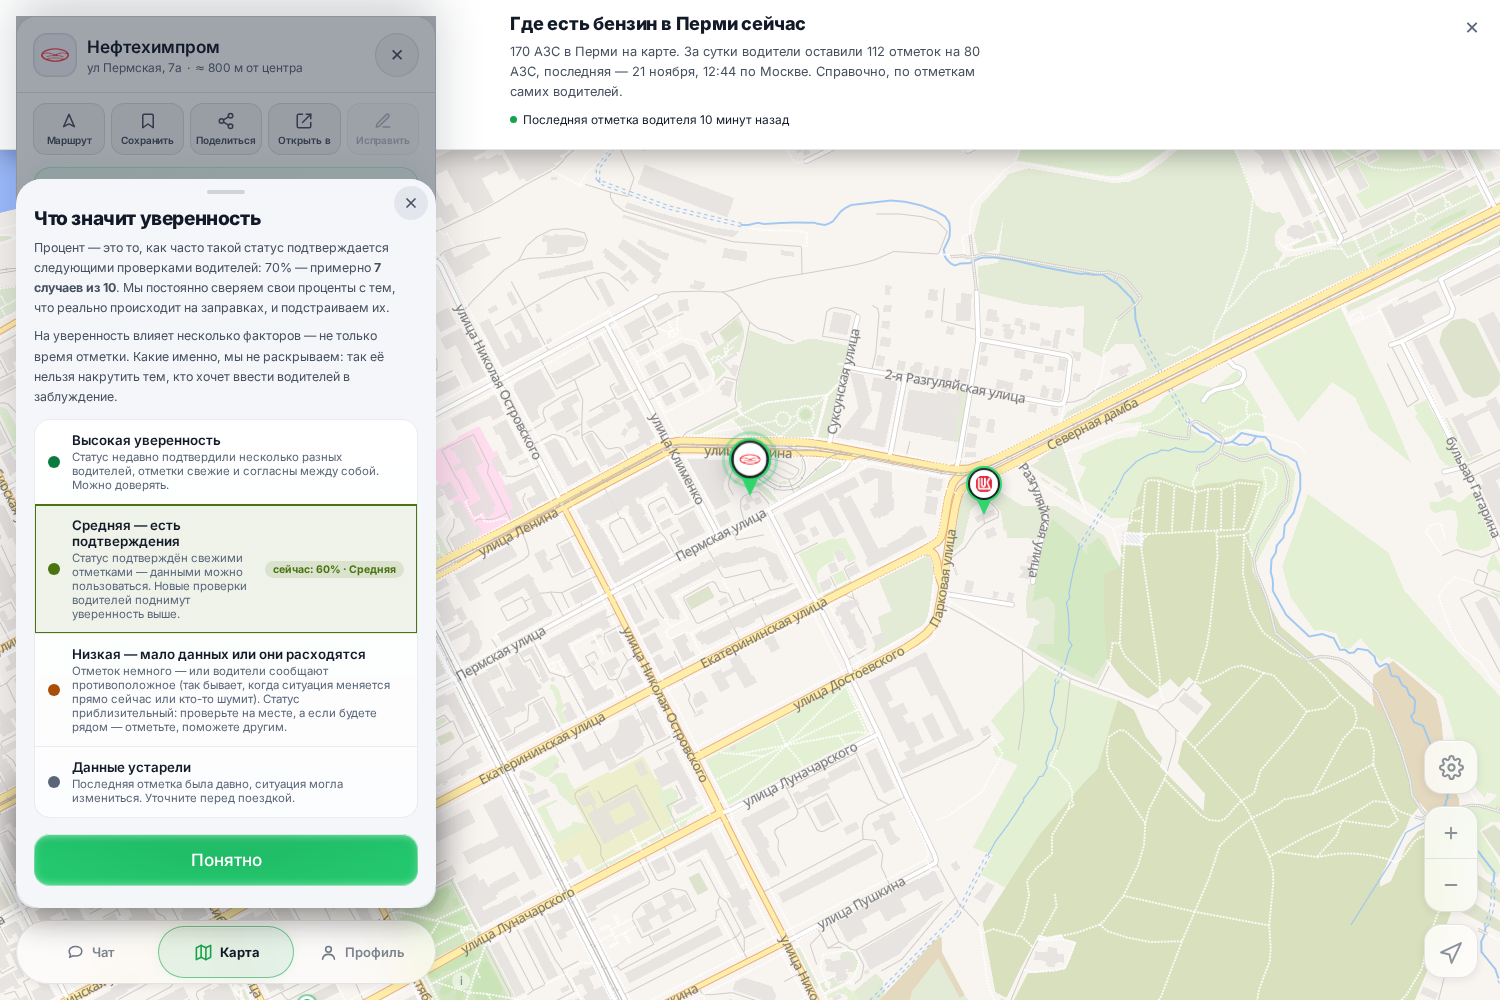 Нефтехимпром
ул Пермская, 7а · ≈ 800 м от центра
Маршрут
Сохранить
Поделиться
Открыть в
Исправить
Что значит уверенность
Процент — это то, как часто такой статус подтверждается
следующими проверками водителей: 70% — примерно 7
случаев из 10. Мы постоянно сверяем свои проценты с тем,
что реально происходит на заправках, и подстраиваем их.
На уверенность влияет несколько факторов — не только
время отметки. Какие именно, мы не раскрываем: так её
нельзя накрутить тем, кто хочет ввести водителей в
заблуждение.
Высокая уверенность
Статус недавно подтвердили несколько разных
водителей, отметки свежие и согласны между собой.
Можно доверять.
Средняя — есть
подтверждения
Статус подтверждён свежими
отметками — данными можно
пользоваться. Новые проверки
водителей поднимут
уверенность выше.
сейчас: 60% · Средняя
Низкая — мало данных или они расходятся
Отметок немного — или водители сообщают
противоположное (так бывает, когда ситуация меняется
прямо сейчас или кто-то шумит). Статус
приблизительный: проверьте на месте, а если будете
рядом — отметьте, поможете другим.
Данные устарели
Последняя отметка была давно, ситуация могла
измениться. Уточните перед поездкой.
Понятно
Чат
Карта
Профиль
Где есть бензин в Перми сейчас
170 АЗС в Перми на карте. За сутки водители оставили 112 отметок на 80
АЗС, последняя — 21 ноября, 12:44 по Москве. Справочно, по отметкам
самих водителей.
Последняя отметка водителя 10 минут назад
улица Николая Островского
улица Клименко
Суксунская улица
2-я Разгуляйская улица
Северная дамба
Разгуляйская улица
бульвар Гагарина
улица Ленина
Пермская улица
Парковая улица
Пермская улица
Екатерининская улица
улица Николая Островского
улица Достоевского
Екатерининская улица
улица Луначарского
улица Пушкина
улица Луначарского
улица Николая